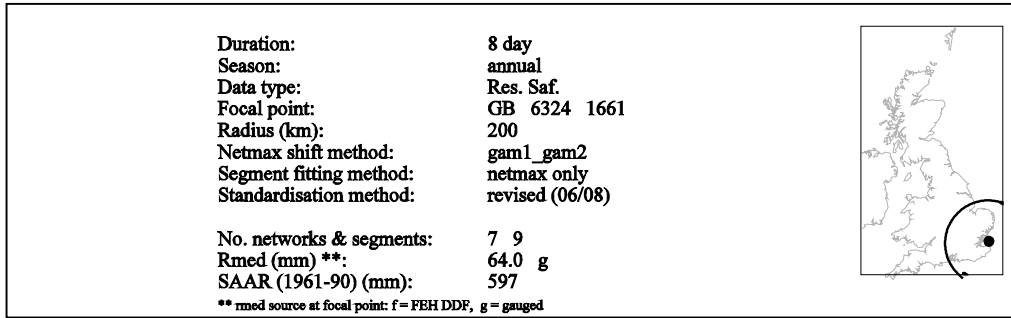 Duration: 8 day
Season: annual
Data type: Res. Saf.
Focal point: GB 6324 1661
Radius (km): 200
Netmax shift method: gam1_gam2
Segment fitting method: netmax only
Standardisation method: revised (06/08)
No. networks & segments: 7 9
Rmed (mm) **: 64.0 g
SAAR (1961-90) (mm): 597
** rmed source at focal point: f = FEH DDF, g = gauged